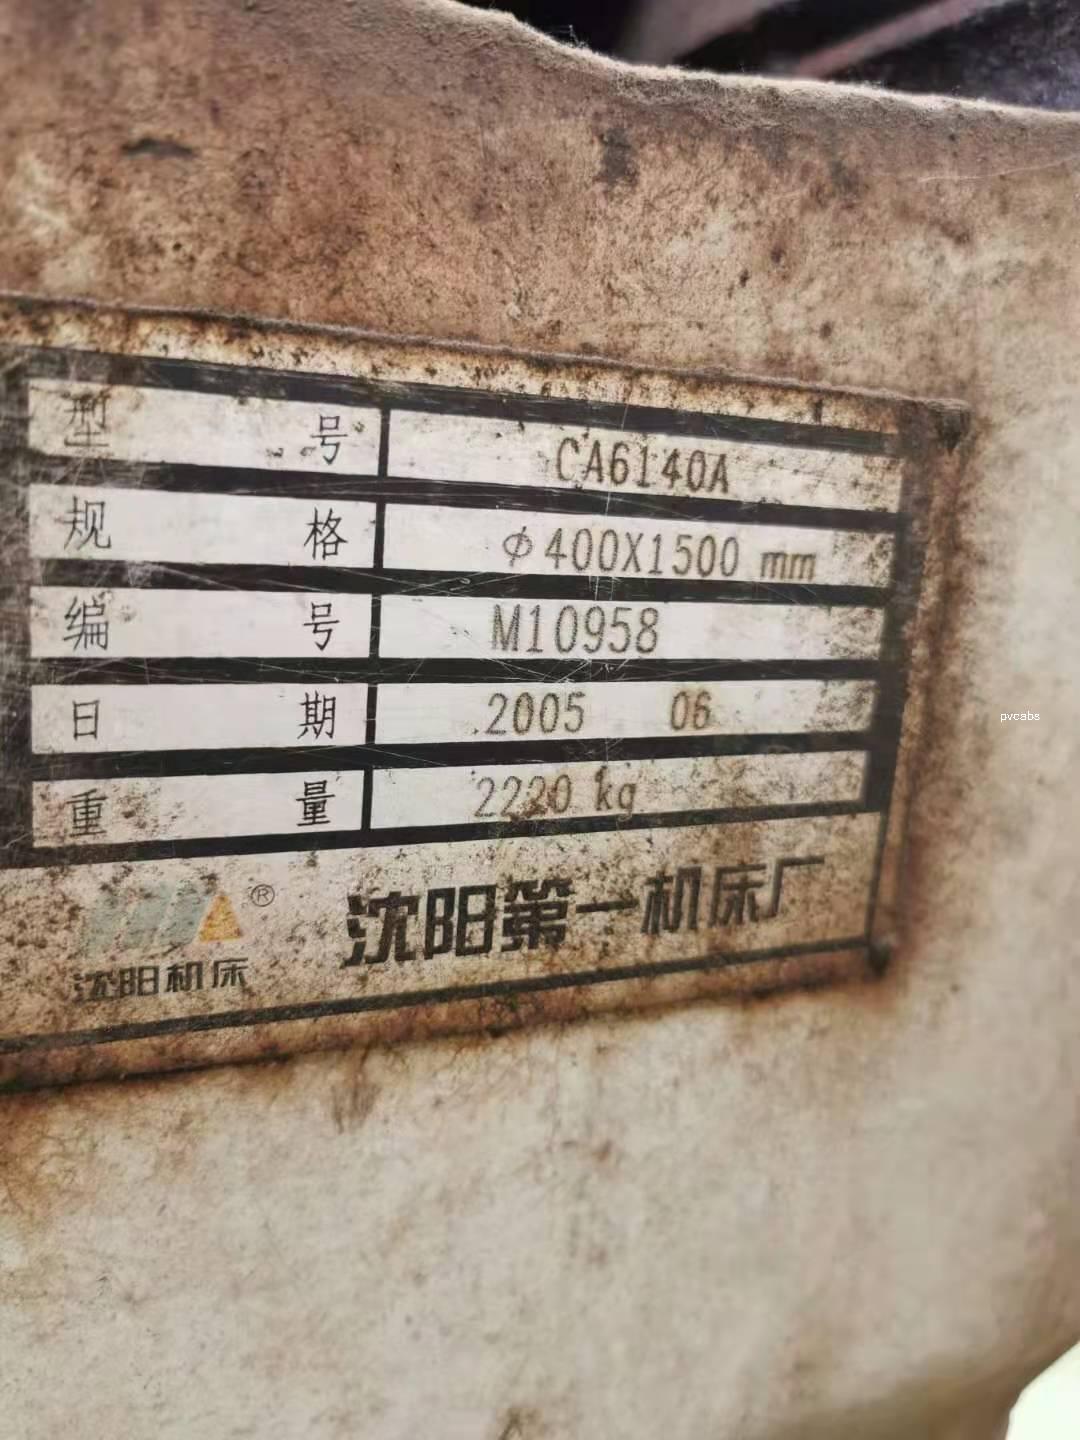 型 号 CA6140A
规 格 φ400X1500 mm
编 号 M10958
日 期 2005 06
重 量 2220 kg
® 沈阳第一机床厂
沈阳机床
pvcabs